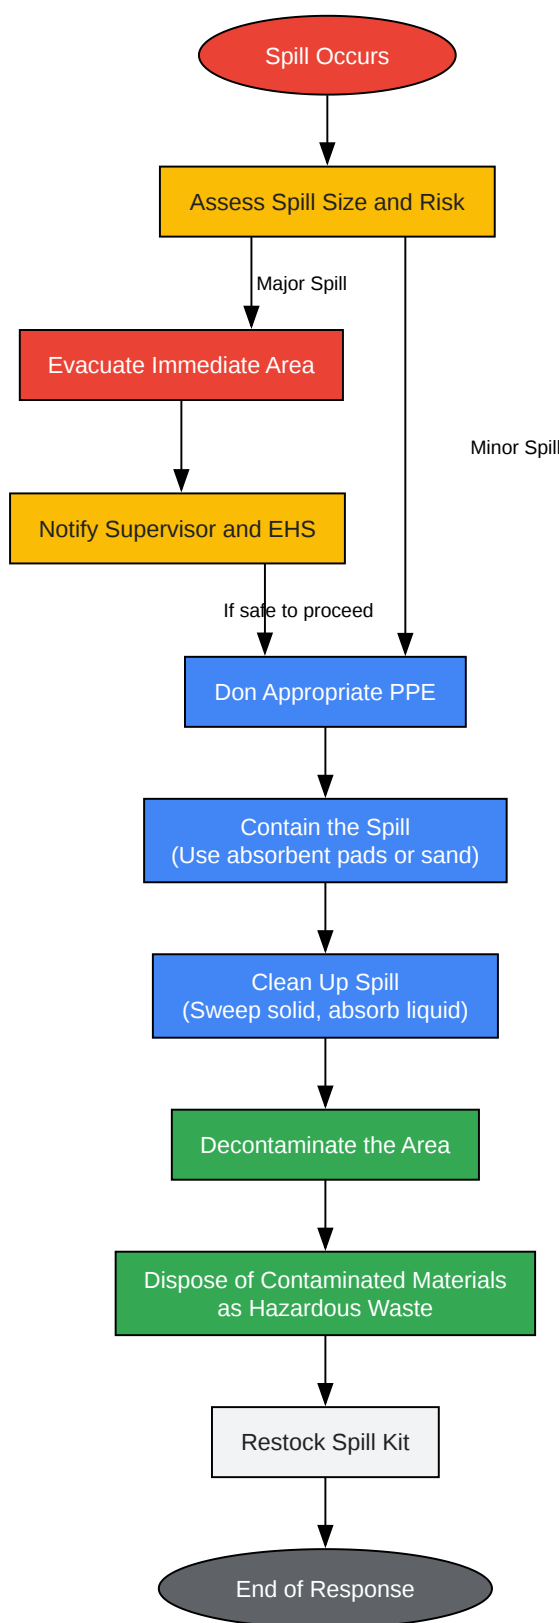 Spill Occurs
Assess Spill Size and Risk
Major Spill
Evacuate Immediate Area
Minor Spill
Notify Supervisor and EHS
If safe to proceed
Don Appropriate PPE
Contain the Spill
(Use absorbent pads or sand)
Clean Up Spill
(Sweep solid, absorb liquid)
Decontaminate the Area
Dispose of Contaminated Materials
as Hazardous Waste
Restock Spill Kit
End of Response